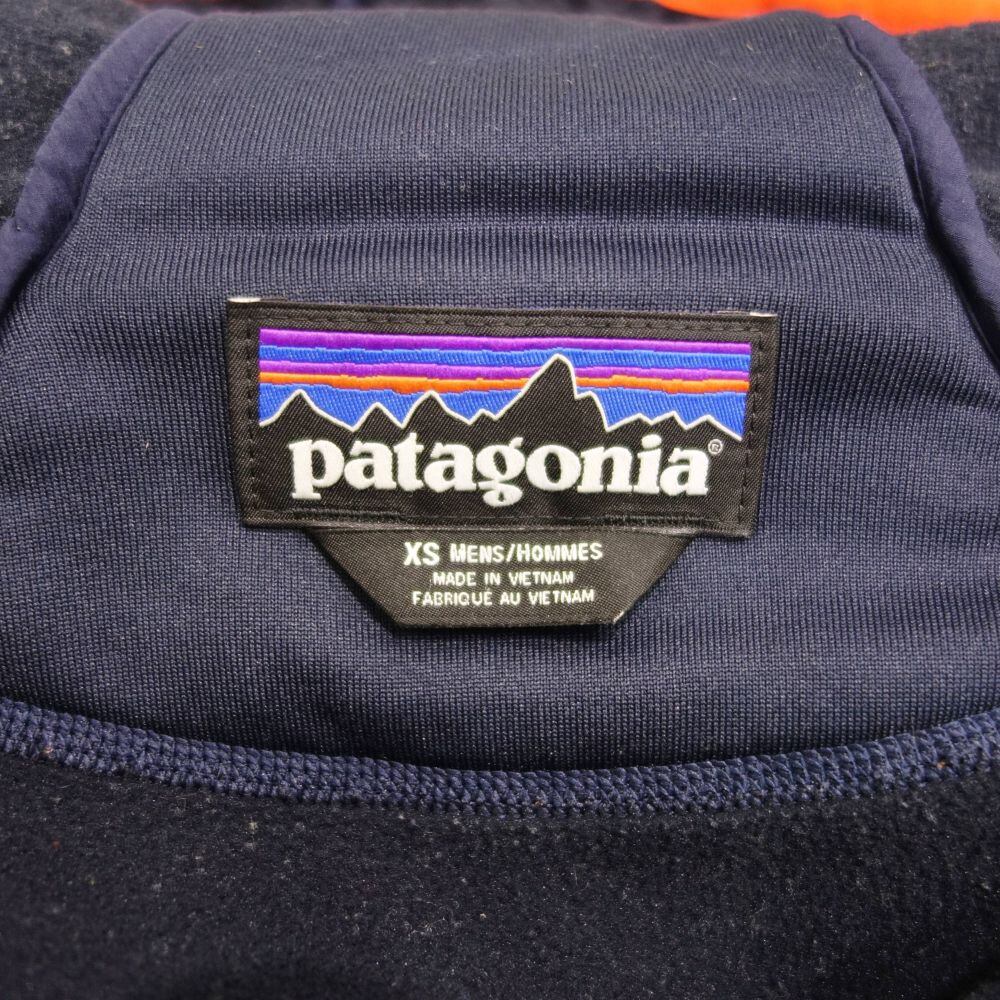 patagonia®
XS MENS/HOMMES
MADE IN VIETNAM
FABRIQUÉ AU VIETNAM